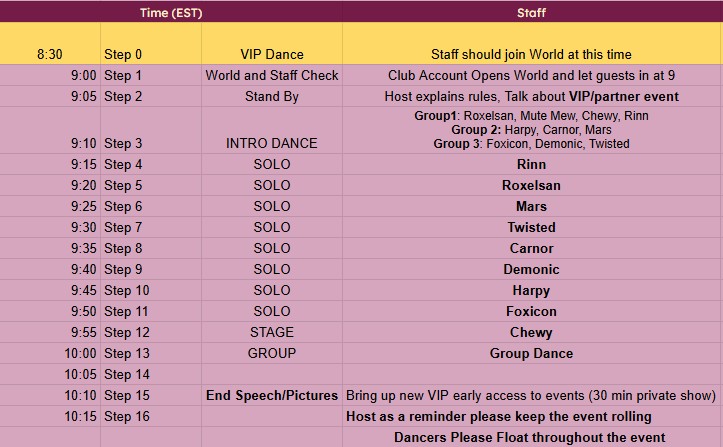 Time (EST) Staff
8:30 Step 0 VIP Dance Staff should join World at this time
9:00 Step 1 World and Staff Check Club Account Opens World and let guests in at 9
9:05 Step 2 Stand By Host explains rules, Talk about VIP/partner event
Group1: Roxelsan, Mute Mew, Chewy, Rinn
Group 2: Harpy, Carnor, Mars
9:10 Step 3 INTRO DANCE Group 3: Foxicon, Demonic, Twisted
9:15 Step 4 SOLO Rinn
9:20 Step 5 SOLO Roxelsan
9:25 Step 6 SOLO Mars
9:30 Step 7 SOLO Twisted
9:35 Step 8 SOLO Carnor
9:40 Step 9 SOLO Demonic
9:45 Step 10 SOLO Harpy
9:50 Step 11 SOLO Foxicon
9:55 Step 12 STAGE Chewy
10:00 Step 13 GROUP Group Dance
10:05 Step 14
10:10 Step 15 End Speech/Pictures Bring up new VIP early access to events (30 min private show)
10:15 Step 16 Host as a reminder please keep the event rolling
Dancers Please Float throughout the event